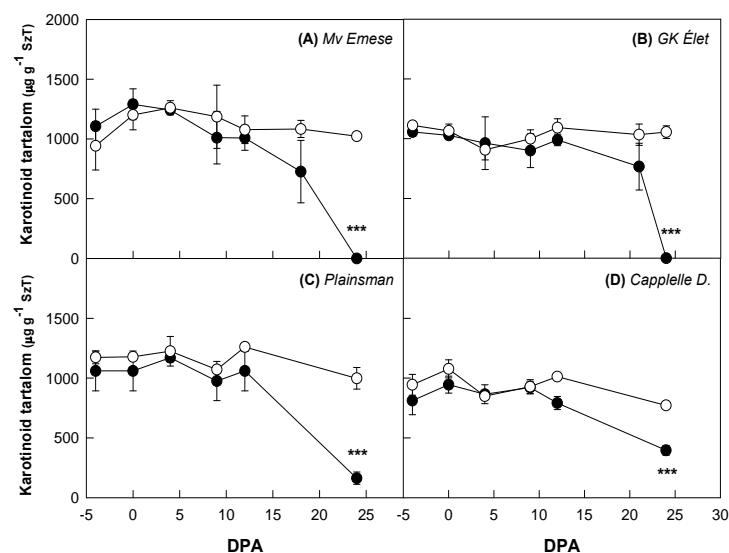 2000
1500
1000
500
0
Karotinoid tartalom (µg g⁻¹ SzT)
(A) Mv Emese
***
(B) GK Élet
***
1500
1000
500
0
Karotinoid tartalom (µg g⁻¹ SzT)
(C) Plainsman
***
(D) Capplelle D.
***
-5 0 5 10 15 20 25
-5 0 5 10 15 20 25 30
DPA
DPA